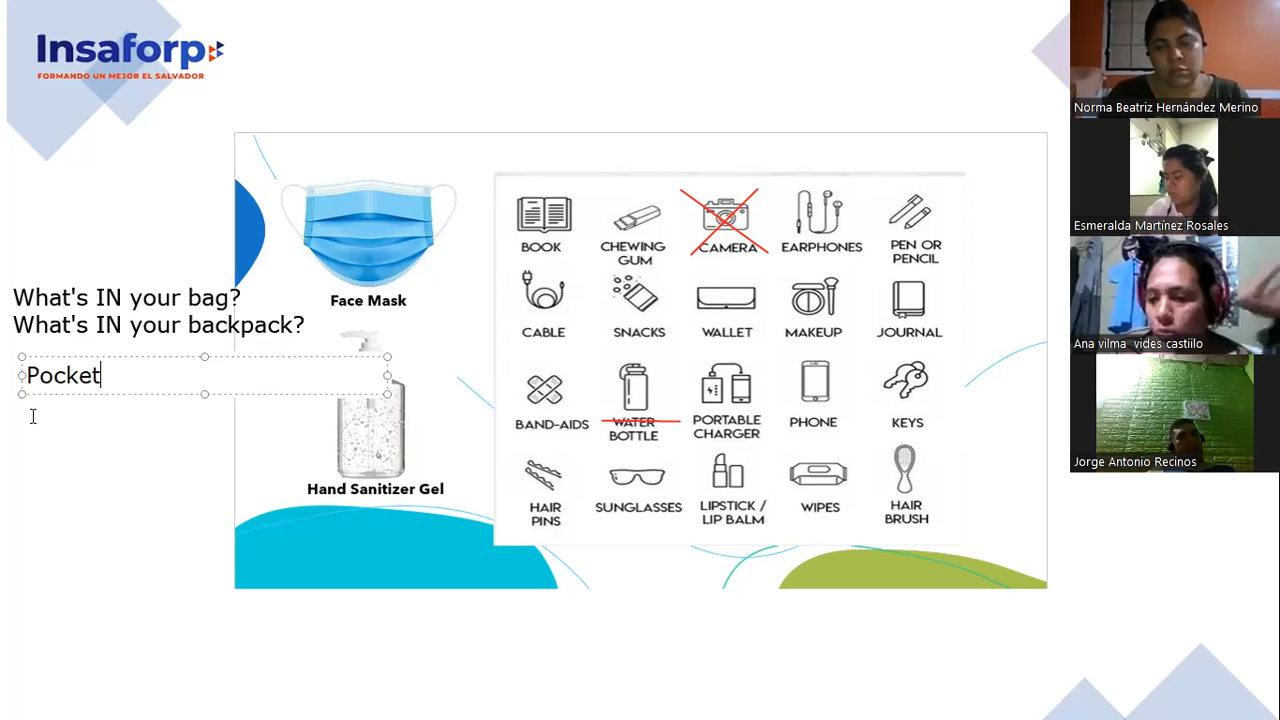 Insaforp
FORMANDO UN MEJOR EL SALVADOR
What's IN your bag?
What's IN your backpack?
Pocket
Face Mask
Hand Sanitizer Gel
BOOK
CHEWING
GUM
CAMERA
EARPHONES
PEN OR
PENCIL
CABLE
SNACKS
WALLET
MAKEUP
JOURNAL
BAND-AIDS
WATER
BOTTLE
PORTABLE
CHARGER
PHONE
KEYS
HAIR
PINS
SUNGLASSES
LIPSTICK /
LIP BALM
WIPES
HAIR
BRUSH
Norma Beatriz Hernández Merino
Esmeralda Martínez Rosales
Ana vilma vides castiilo
Jorge Antonio Recinos